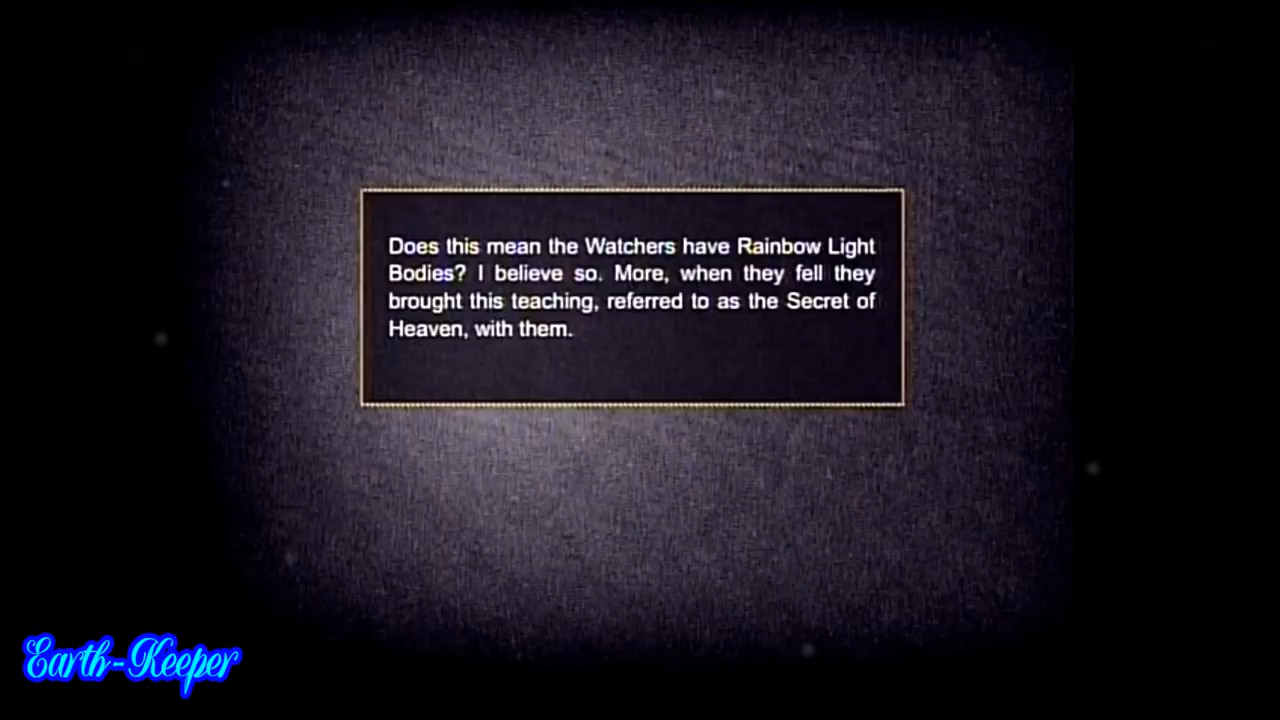 Does this mean the Watchers have Rainbow Light
Bodies? I believe so. More, when they fell they
brought this teaching, referred to as the Secret of
Heaven, with them.
Earth-Keeper